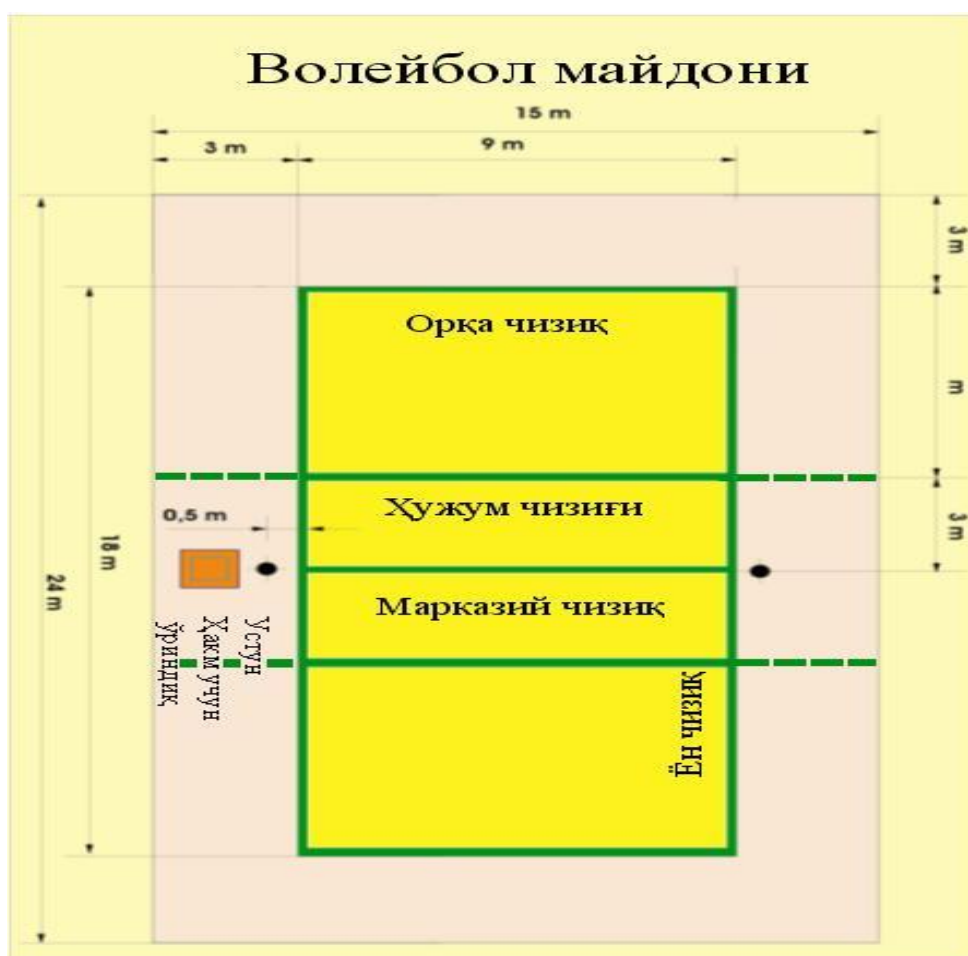 Волейбол майдони
15 m
3 m
9 m
3 m
Орқа чизиқ
m
Ҳужум чизиғи
0,5 m
3 m
18 m
24 m
Марказий чизиқ
Устун
Ҳакм учун
ўриндиқ
Ён чизиқ